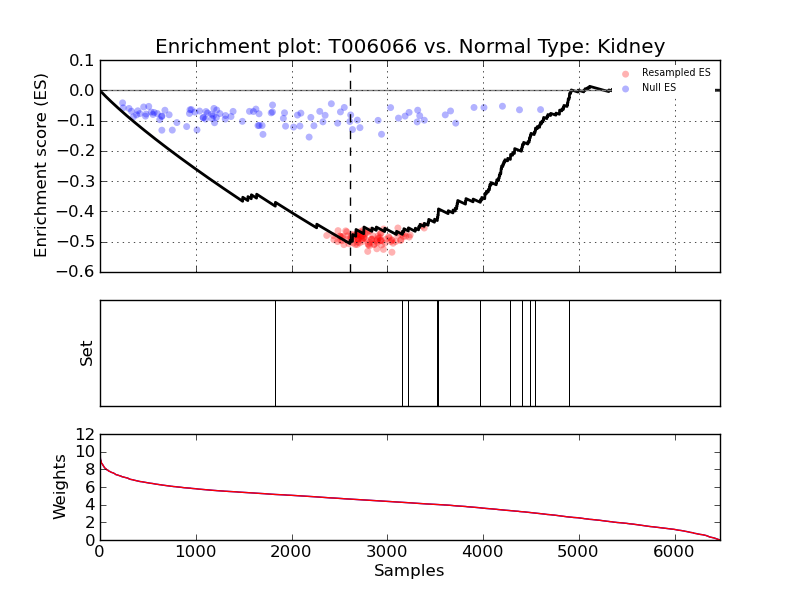 Enrichment plot: T006066 vs. Normal Type: Kidney
Enrichment score (ES)
0.1
0.0
−0.1
−0.2
−0.3
−0.4
−0.5
−0.6
Resampled ES
Null ES
Set
Weights
12
10
8
6
4
2
0
0 1000 2000 3000 4000 5000 6000
Samples